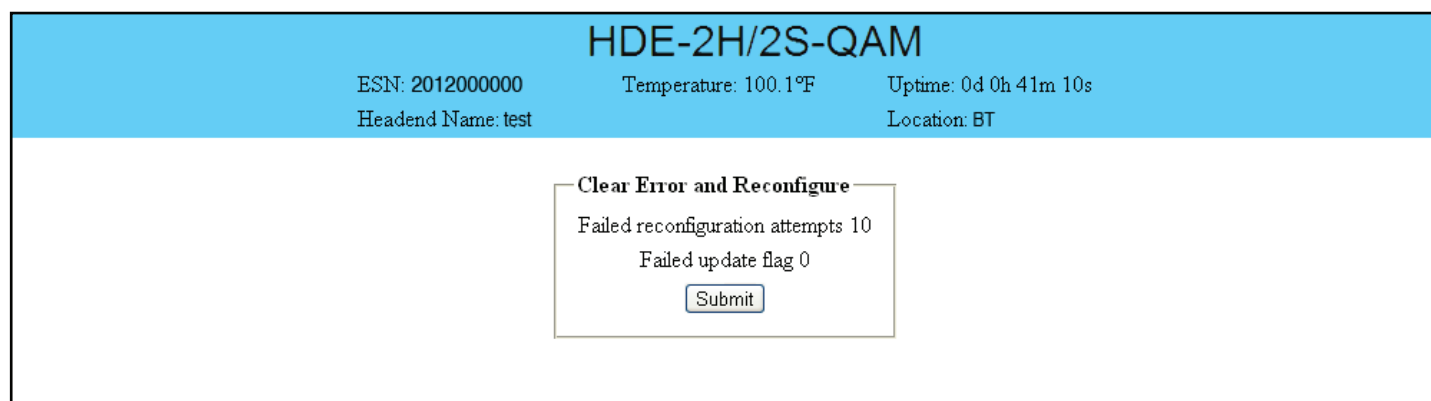 HDE-2H/2S-QAM
ESN: 2012000000 Temperature: 100.1ºF Uptime: 0d 0h 41m 10s
Headend Name: test Location: BT
Clear Error and Reconfigure
Failed reconfiguration attempts 10
Failed update flag 0
Submit